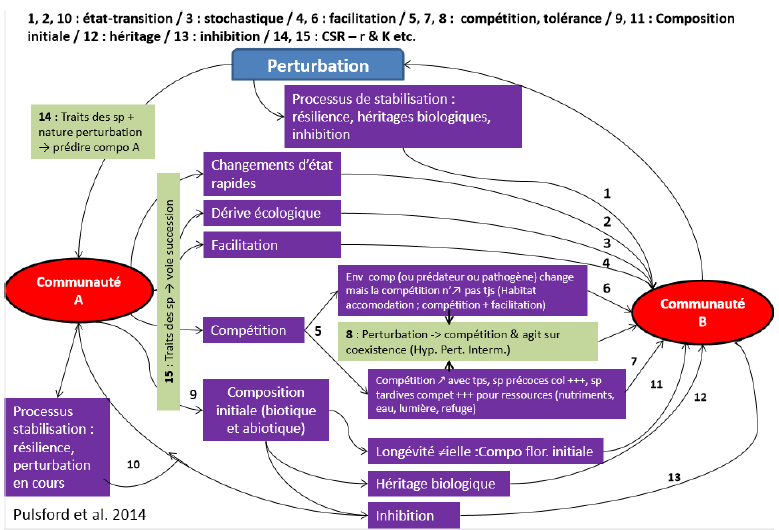 1, 2, 10 : état-transition / 3 : stochastique / 4, 6 : facilitation / 5, 7, 8 : compétition, tolérance / 9, 11 : Composition
initiale / 12 : héritage / 13 : inhibition / 14, 15 : CSR – r & K etc.
Perturbation
Processus de stabilisation :
résilience, héritages biologiques,
inhibition
14 : Traits des sp +
nature perturbation
→ prédire compo A
Changements d’état
rapides
1
Dérive écologique
2
Facilitation
3
4
15 : Traits des sp → voie succession
Communauté
A
Env comp (ou prédateur ou pathogène) change
mais la compétition n’↗ pas tjs (Habitat
accomodation ; compétition + facilitation)
6
Communauté
B
Compétition
5
8 : Perturbation -> compétition & agit sur
coexistence (Hyp. Pert. Interm.)
7
Compétition ↗ avec tps, sp précoces col +++, sp
tardives compet +++ pour ressources (nutriments,
eau, lumière, refuge)
9
Composition
initiale (biotique
et abiotique)
11
12
Processus
stabilisation :
résilience,
perturbation
en cours
10
Longévité ≠ielle :Compo flor. initiale
Héritage biologique
13
Inhibition
Pulsford et al. 2014